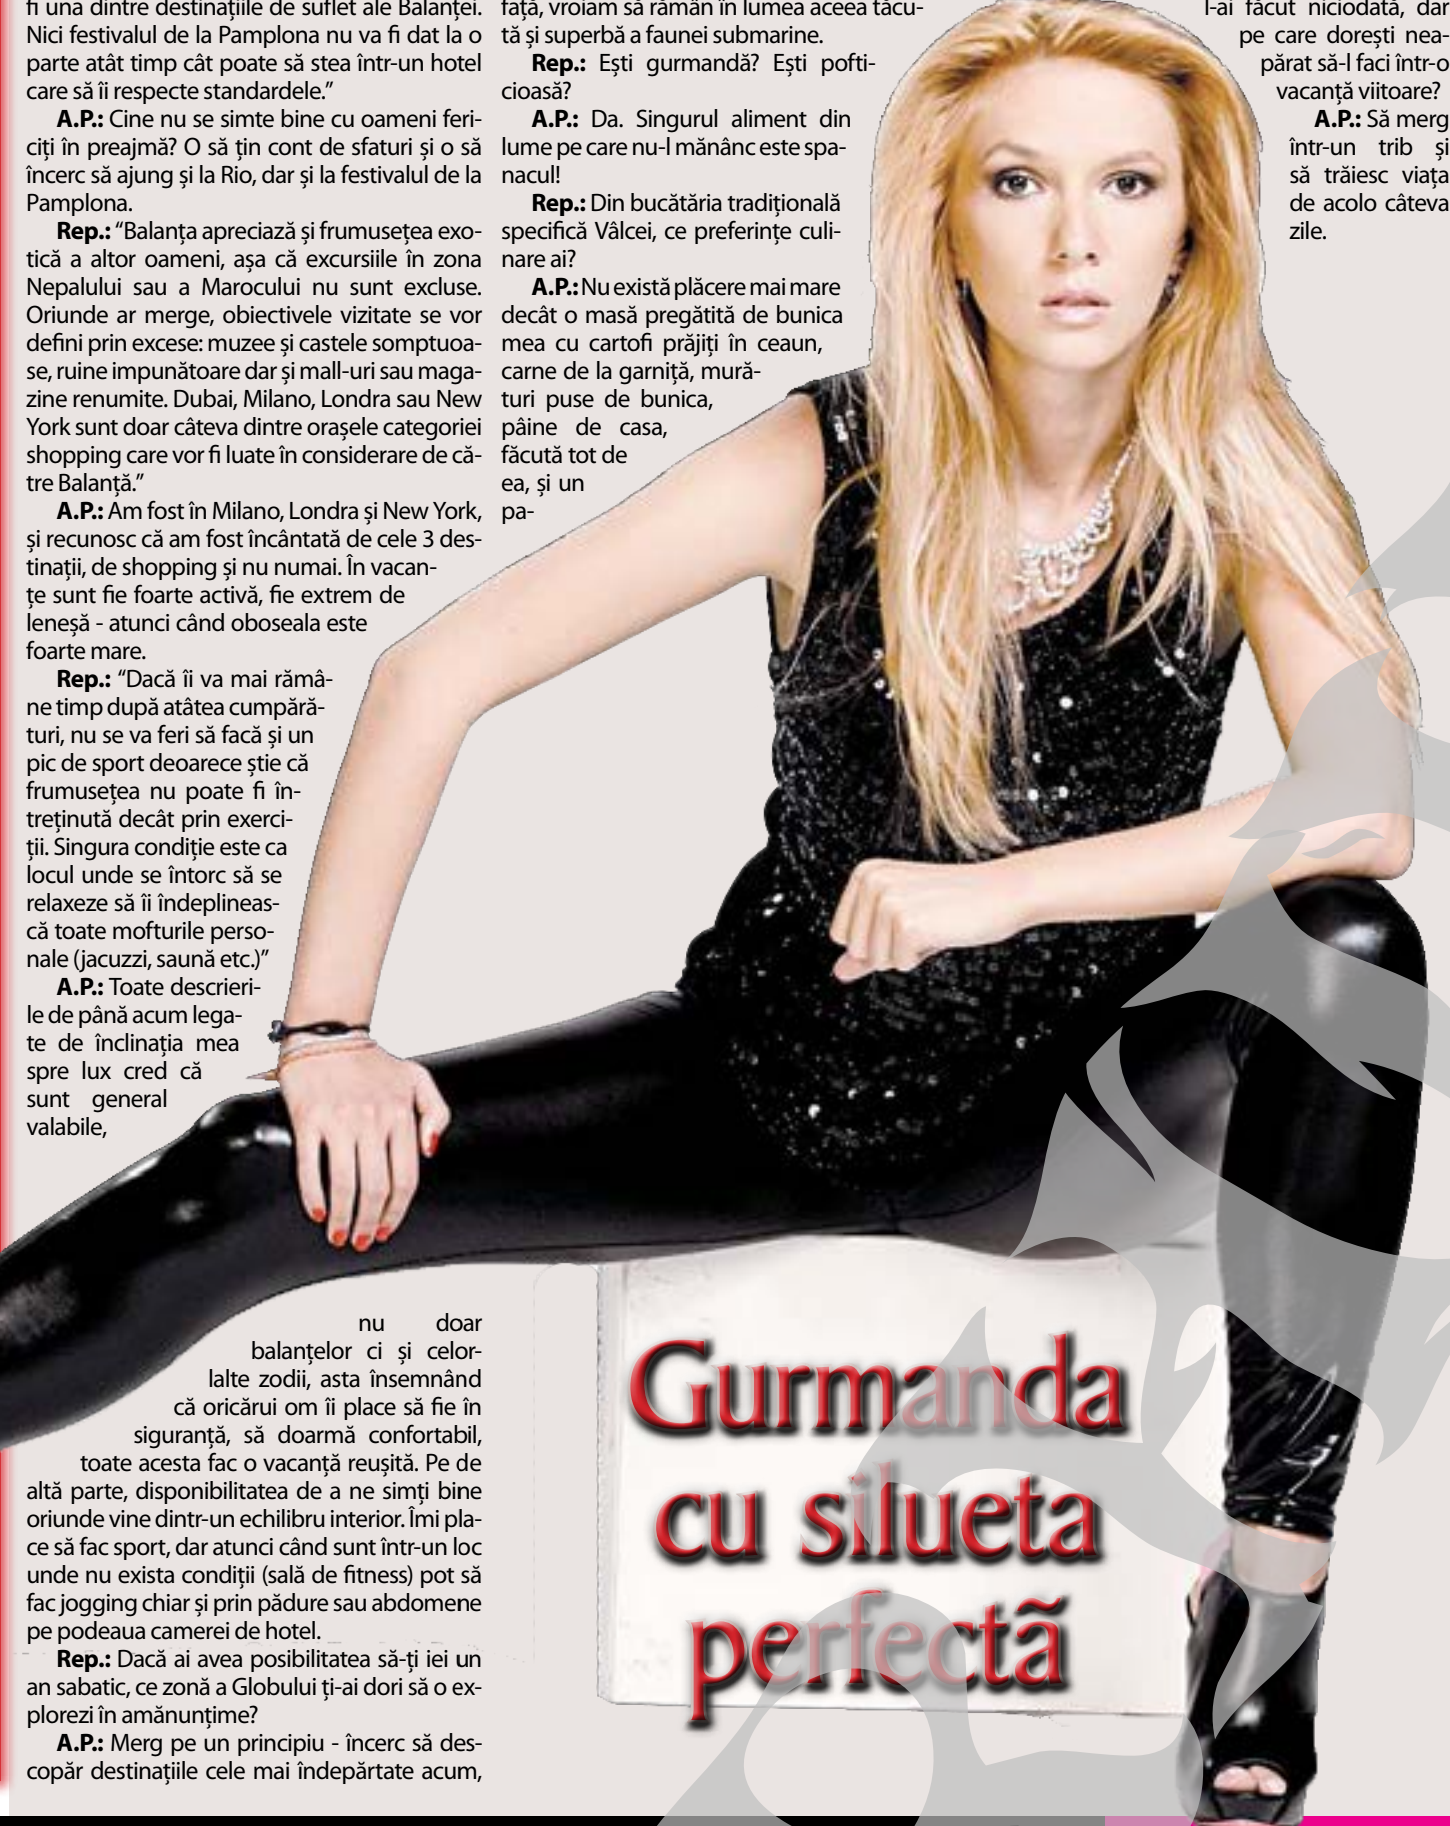 fi una dintre destinațiile de suflet ale Balanței.
Nici festivalul de la Pamplona nu va fi dat la o
parte atât timp cât poate să stea într-un hotel
care să îi respecte standardele.”
A.P.: Cine nu se simte bine cu oameni feri-
ciți în preajmă? O să țin cont de sfaturi și o să
încerc să ajung și la Rio, dar și la festivalul de la
Pamplona.
Rep.: “Balanța apreciază și frumusețea exo-
tică a altor oameni, așa că excursiile în zona
Nepalului sau a Marocului nu sunt excluse.
Oriunde ar merge, obiectivele vizitate se vor
defini prin excese: muzee și castele somptuoa-
se, ruine impunătoare dar și mall-uri sau maga-
zine renumite. Dubai, Milano, Londra sau New
York sunt doar câteva dintre orașele categoriei
shopping care vor fi luate în considerare de că-
tre Balanță.”
A.P.: Am fost în Milano, Londra și New York,
și recunosc că am fost încântată de cele 3 des-
tinații, de shopping și nu numai. În vacan-
țe sunt fie foarte activă, fie extrem de
leneșă - atunci când oboseala este
foarte mare.
Rep.: “Dacă îi va mai rămâ-
ne timp după atâtea cumpără-
turi, nu se va feri să facă și un
pic de sport deoarece știe că
frumusețea nu poate fi în-
treținută decât prin exerci-
ții. Singura condiție este ca
locul unde se întorc să se
relaxeze să îi îndeplineas-
că toate mofturile perso-
nale (jacuzzi, saună etc.)”
A.P.: Toate descrieri-
le de până acum lega-
te de înclinația mea
spre lux cred că
sunt general
valabile,
nu doar
balanțelor ci și celor-
lalte zodii, asta însemnând
că oricărui om îi place să fie în
siguranță, să doarmă confortabil,
toate acesta fac o vacanță reușită. Pe de
altă parte, disponibilitatea de a ne simți bine
oriunde vine dintr-un echilibru interior. Îmi pla-
ce să fac sport, dar atunci când sunt într-un loc
unde nu exista condiții (sală de fitness) pot să
fac jogging chiar și prin pădure sau abdomene
pe podeaua camerei de hotel.
Rep.: Dacă ai avea posibilitatea să-ți iei un
an sabatic, ce zonă a Globului ți-ai dori să o ex-
plorezi în amănunțime?
A.P.: Merg pe un principiu - încerc să des-
copăr destinațiile cele mai îndepărtate acum,
față, vroiam să rămân în lumea aceea tăcu-
tă și superbă a faunei submarine.
Rep.: Ești gurmandă? Ești pofti-
cioasă?
A.P.: Da. Singurul aliment din
lume pe care nu-l mănânc este spa-
nacul!
Rep.: Din bucătăria tradițională
specifică Vâlcei, ce preferințe culi-
nare ai?
A.P.: Nu există plăcere mai mare
decât o masă pregătită de bunica
mea cu cartofi prăjiți în ceaun,
carne de la garniță, mură-
turi puse de bunica,
pâine de casa,
făcută tot de
ea, și un
pa-
l-ai făcut niciodată, dar
pe care dorești nea-
părat să-l faci într-o
vacanță viitoare?
A.P.: Să merg
într-un trib și
să trăiesc viața
de acolo câteva
zile.
Gurmanda
cu silueta
perfectã